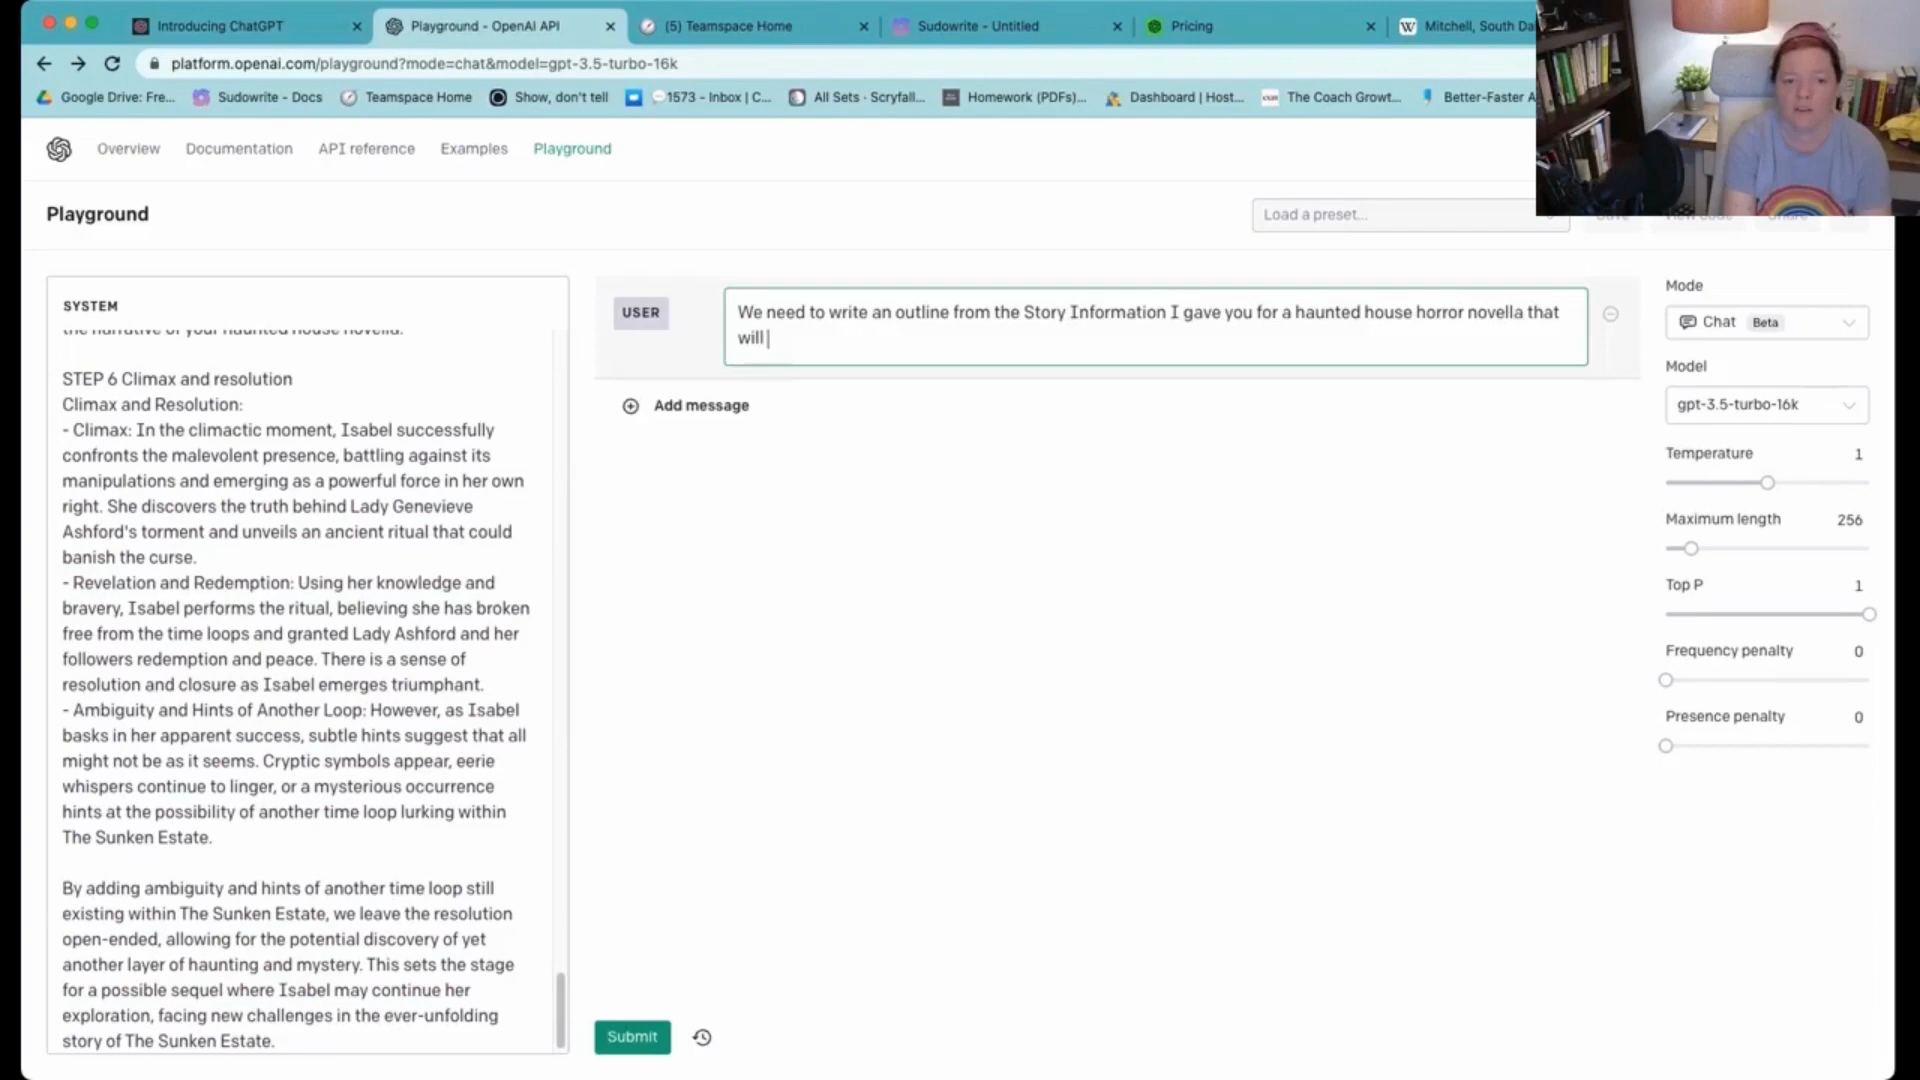 Introducing ChatGPT
Playground - OpenAI API
(5) Teamspace Home
Sudowrite - Untitled
Pricing
Mitchell, South Da
platform.openai.com/playground?mode=chat&model=gpt-3.5-turbo-16k
Google Drive: Fre...
Sudowrite - Docs
Teamspace Home
Show, don't tell
1573 - Inbox | C...
All Sets · Scryfall...
Homework (PDFs)...
Dashboard | Host...
The Coach Growt...
Better-Faster A
Overview
Documentation
API reference
Examples
Playground
Playground
Load a preset...
SYSTEM
the narrative of your haunted house novella.
STEP 6 Climax and resolution
Climax and Resolution:
- Climax: In the climactic moment, Isabel successfully
confronts the malevolent presence, battling against its
manipulations and emerging as a powerful force in her own
right. She discovers the truth behind Lady Genevieve
Ashford's torment and unveils an ancient ritual that could
banish the curse.
- Revelation and Redemption: Using her knowledge and
bravery, Isabel performs the ritual, believing she has broken
free from the time loops and granted Lady Ashford and her
followers redemption and peace. There is a sense of
resolution and closure as Isabel emerges triumphant.
- Ambiguity and Hints of Another Loop: However, as Isabel
basks in her apparent success, subtle hints suggest that all
might not be as it seems. Cryptic symbols appear, eerie
whispers continue to linger, or a mysterious occurrence
hints at the possibility of another time loop lurking within
The Sunken Estate.
By adding ambiguity and hints of another time loop still
existing within The Sunken Estate, we leave the resolution
open-ended, allowing for the potential discovery of yet
another layer of haunting and mystery. This sets the stage
for a possible sequel where Isabel may continue her
exploration, facing new challenges in the ever-unfolding
story of The Sunken Estate.
USER
We need to write an outline from the Story Information I gave you for a haunted house horror novella that
will
Add message
Submit
Mode
Chat Beta
Model
gpt-3.5-turbo-16k
Temperature 1
Maximum length 256
Top P 1
Frequency penalty 0
Presence penalty 0